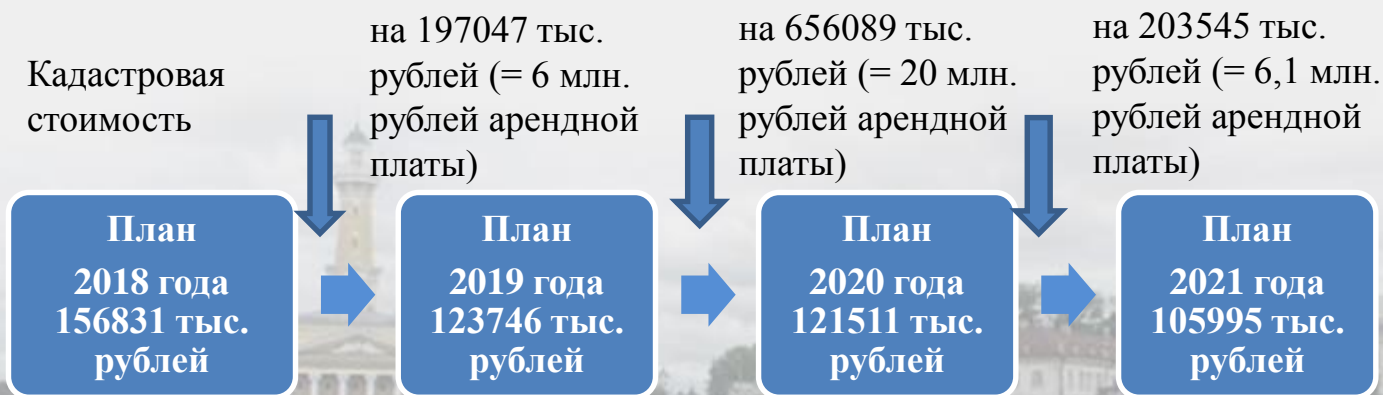 Кадастровая
стоимость
на 197047 тыс.
рублей (= 6 млн.
рублей арендной
платы)
на 656089 тыс.
рублей (= 20 млн.
рублей арендной
платы)
на 203545 тыс.
рублей (= 6,1 млн.
рублей арендной
платы)
План
2018 года
156831 тыс.
рублей
План
2019 года
123746 тыс.
рублей
План
2020 года
121511 тыс.
рублей
План
2021 года
105995 тыс.
рублей